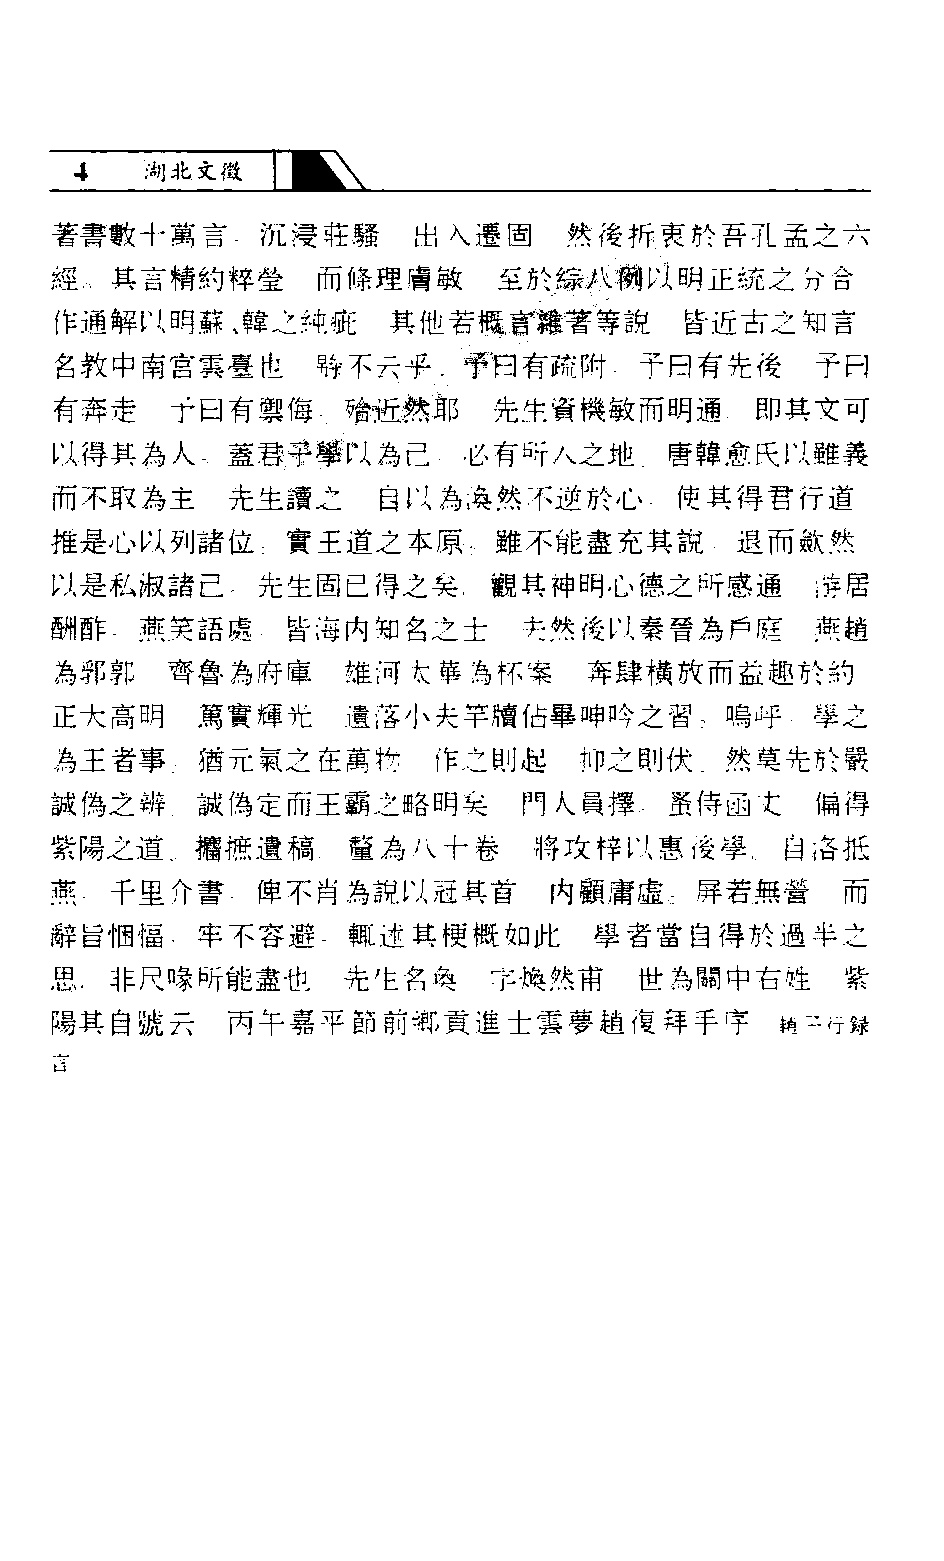 4 湖北文徵
著書數十萬言。沉浸莊騷 出入遷固 然後折衷於吾孔孟之六
經。其言精約粹瑩 而條理膚敏 至於綜八例以明正統之分合
作通解以明蘇、韓之純疵 其他若概言雜著等說 皆近古之知言
名教中南宮雲臺也 詩不云乎。予曰有疏附。予曰有先後 予曰
有奔走 予曰有禦侮。殆近然耶 先生資機敏而明通 即其文可
以得其為人。蓋君子學以為己。必有所入之地。唐韓愈氏以雖義
而不取為主 先生讀之 自以為渙然不逆於心。使其得君行道
推是心以列諸位。實王道之本原。雖不能盡充其說。退而歛然
以是私淑諸己。先生固已得之矣。觀其神明心德之所感通 游居
酬酢。燕笑語處。皆海內知名之士 夫然後以秦晉為戶庭 燕趙
為郛郭 齊魯為府庫 雄河太華為杯案 奔肆橫放而益趣於約
正大高明 篤實輝光 遺落小夫竿牘佔畢呻吟之習。嗚呼。學之
為王者事。猶元氣之在萬物 作之則起 抑之則伏。然莫先於嚴
誠偽之辨。誠偽定而王霸之略明矣 門人員擇。蚤侍函丈 偏得
紫陽之道。攟摭遺稿。釐為八十卷 將攻梓以惠後學。自洛抵
燕。千里介書。俾不肖為說以冠其首 內顧庸虛。屏若無營 而
辭旨悃愊。牢不容避。輒述其梗概如此 學者當自得於過半之
思。非尺喙所能盡也 先生名奐 字煥然甫 世為關中右姓 紫
陽其自號云 丙午嘉平節前鄉貢進士雲夢趙復拜手序 趙 行錄
言